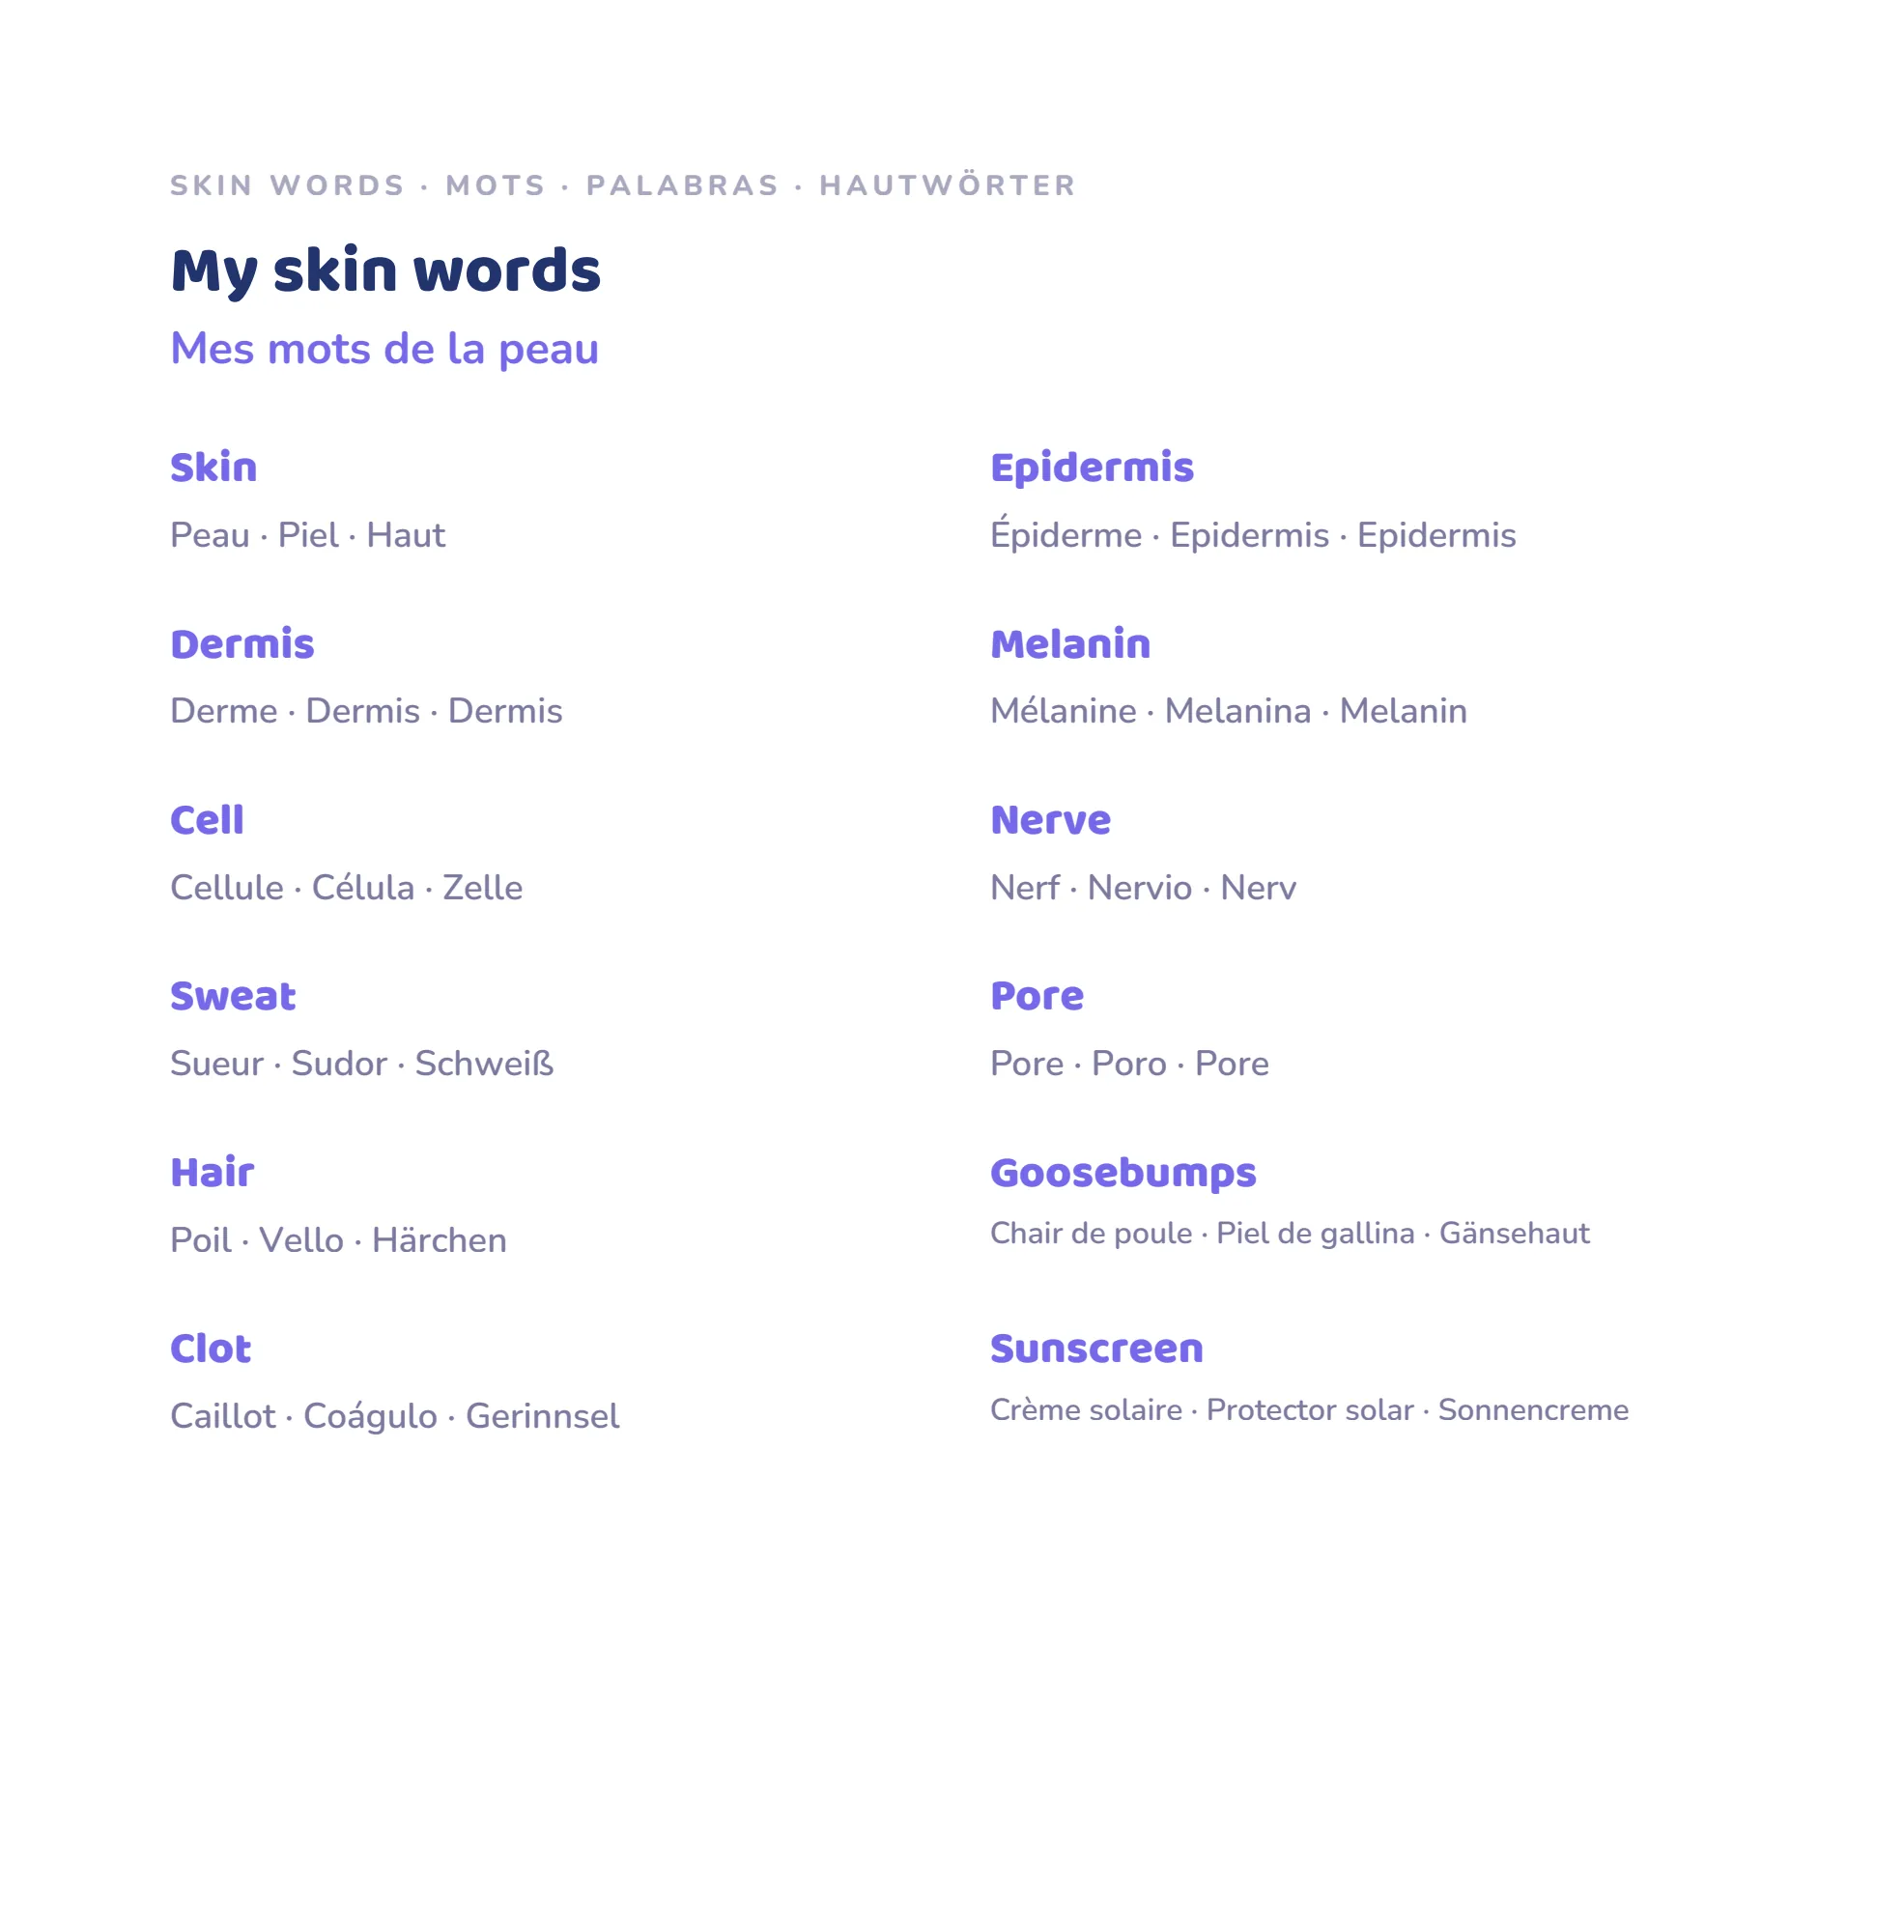 SKIN WORDS · MOTS · PALABRAS · HAUTWÖRTER
My skin words
Mes mots de la peau
Skin
Peau · Piel · Haut
Epidermis
Épiderme · Epidermis · Epidermis
Dermis
Derme · Dermis · Dermis
Melanin
Mélanine · Melanina · Melanin
Cell
Cellule · Célula · Zelle
Nerve
Nerf · Nervio · Nerv
Sweat
Sueur · Sudor · Schweiß
Pore
Pore · Poro · Pore
Hair
Poil · Vello · Härchen
Goosebumps
Chair de poule · Piel de gallina · Gänsehaut
Clot
Caillot · Coágulo · Gerinnsel
Sunscreen
Crème solaire · Protector solar · Sonnencreme